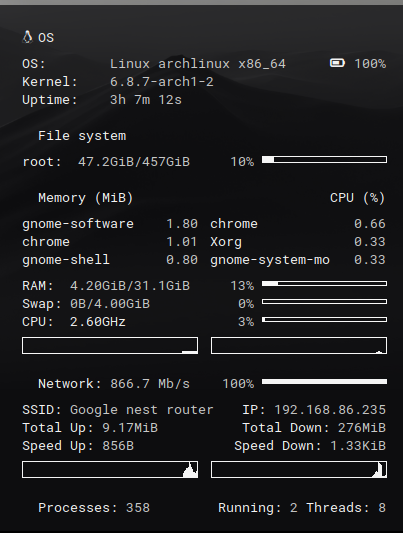 OS
OS: Linux archlinux x86_64 100%
Kernel: 6.8.7-arch1-2
Uptime: 3h 7m 12s
File system
root: 47.2GiB/457GiB 10%
Memory (MiB) CPU (%)
gnome-software 1.80 chrome 0.66
chrome 1.01 Xorg 0.33
gnome-shell 0.80 gnome-system-mo 0.33
RAM: 4.20GiB/31.1GiB 13%
Swap: 0B/4.00GiB 0%
CPU: 2.60GHz 3%
Network: 866.7 Mb/s 100%
SSID: Google nest router IP: 192.168.86.235
Total Up: 9.17MiB Total Down: 276MiB
Speed Up: 856B Speed Down: 1.33KiB
Processes: 358 Running: 2 Threads: 8